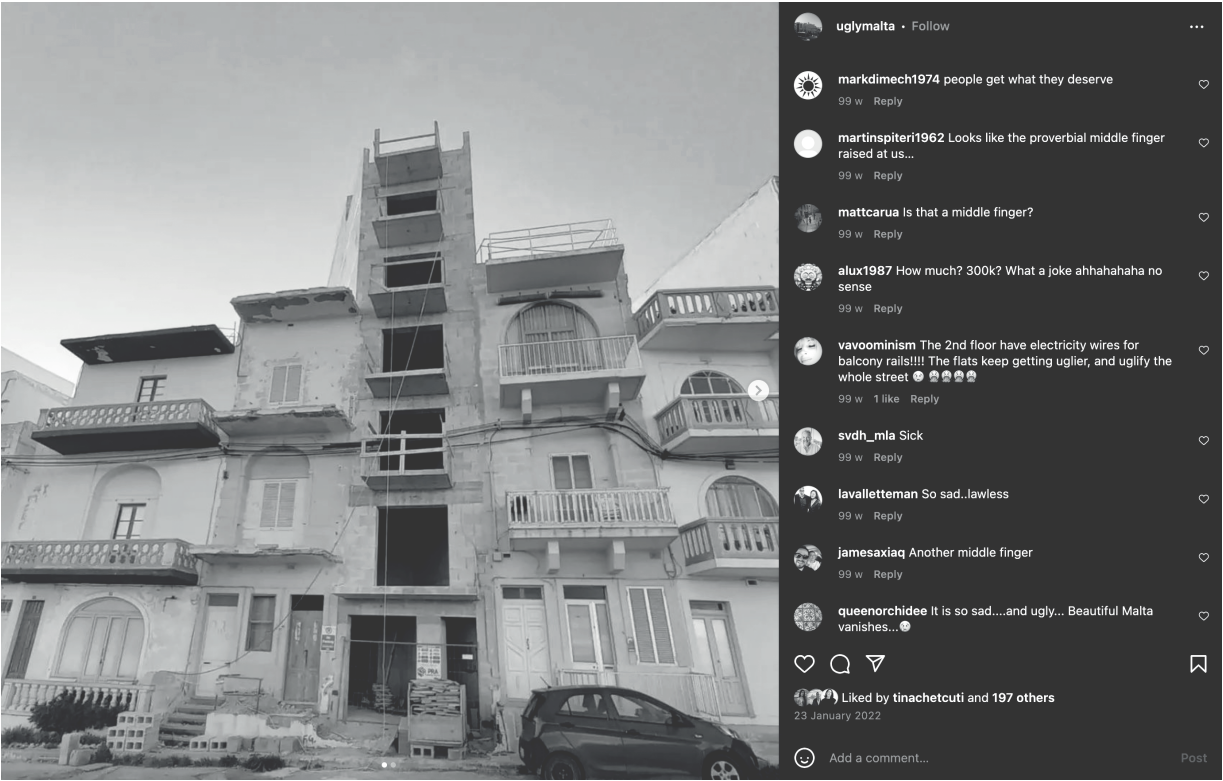 uglymalta • Follow
markdimech1974 people get what they deserve
99 w Reply
martinspiteri1962 Looks like the proverbial middle finger
raised at us...
99 w Reply
mattcarua Is that a middle finger?
99 w Reply
alux1987 How much? 300k? What a joke ahhahahaha no
sense
99 w Reply
vavoominism The 2nd floor have electricity wires for
balcony rails!!!! The flats keep getting uglier, and uglify the
whole street
99 w 1 like Reply
svdh_mla Sick
99 w Reply
lavalletteman So sad..lawless
99 w Reply
jamesaxiaq Another middle finger
99 w Reply
queenorchidee It is so sad....and ugly... Beautiful Malta
vanishes...
Liked by tinachetcuti and 197 others
23 January 2022
Add a comment... Post